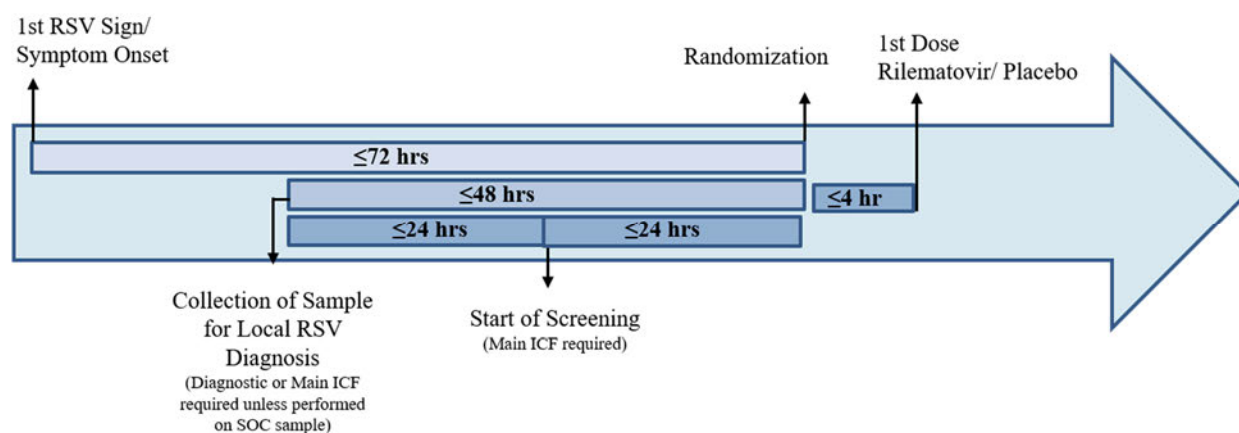 1st RSV Sign/
Symptom Onset
Randomization
1st Dose
Rilematovir/ Placebo
≤72 hrs
≤48 hrs
≤4 hr
≤24 hrs
≤24 hrs
Collection of Sample
for Local RSV
Diagnosis
(Diagnostic or Main ICF
required unless performed
on SOC sample)
Start of Screening
(Main ICF required)